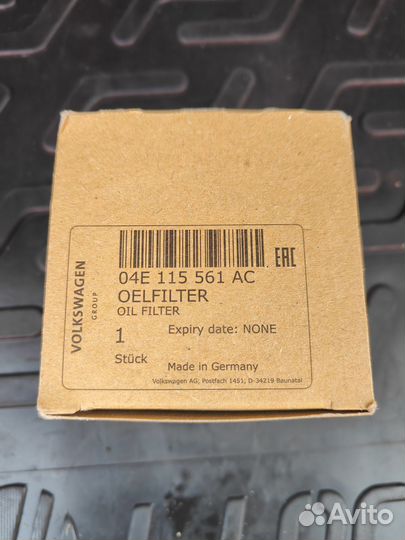 VOLKSWAGEN
GROUP
EAC
04E 115 561 AC
OELFILTER
OIL FILTER
1
Expiry date: NONE
Stück
Made in Germany
Volkswagen AG, Postfach 1451, D-34219 Baunatal
Avito